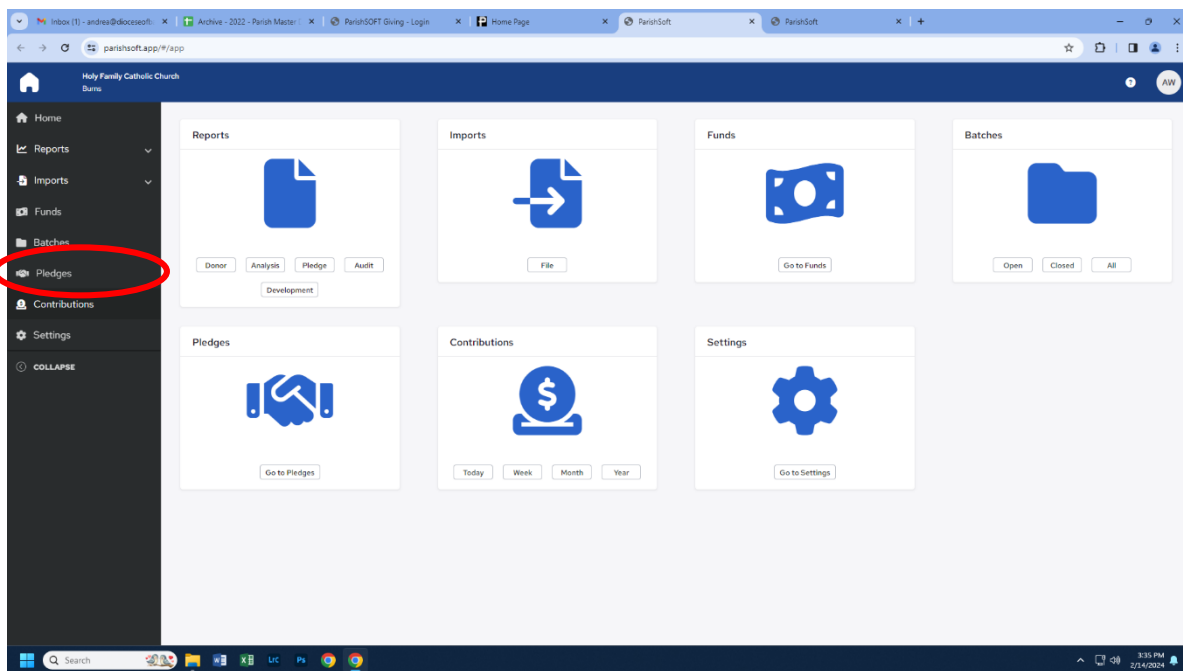 Inbox (1) - andrea@dioceseofb
Archive - 2022 - Parish Master
ParishSOFT Giving - Login
Home Page
ParishSoft
ParishSoft
parishsoft.app/#/app
Holy Family Catholic Church
Burns
AW
Home
Reports
Imports
Funds
Batches
Pledges
Contributions
Settings
COLLAPSE
Reports
Donor Analysis Pledge Audit
Development
Imports
File
Funds
Go to Funds
Batches
Open Closed All
Pledges
Go to Pledges
Contributions
Today Week Month Year
Settings
Go to Settings
Search
LrC
Ps
3:35 PM
2/14/2024